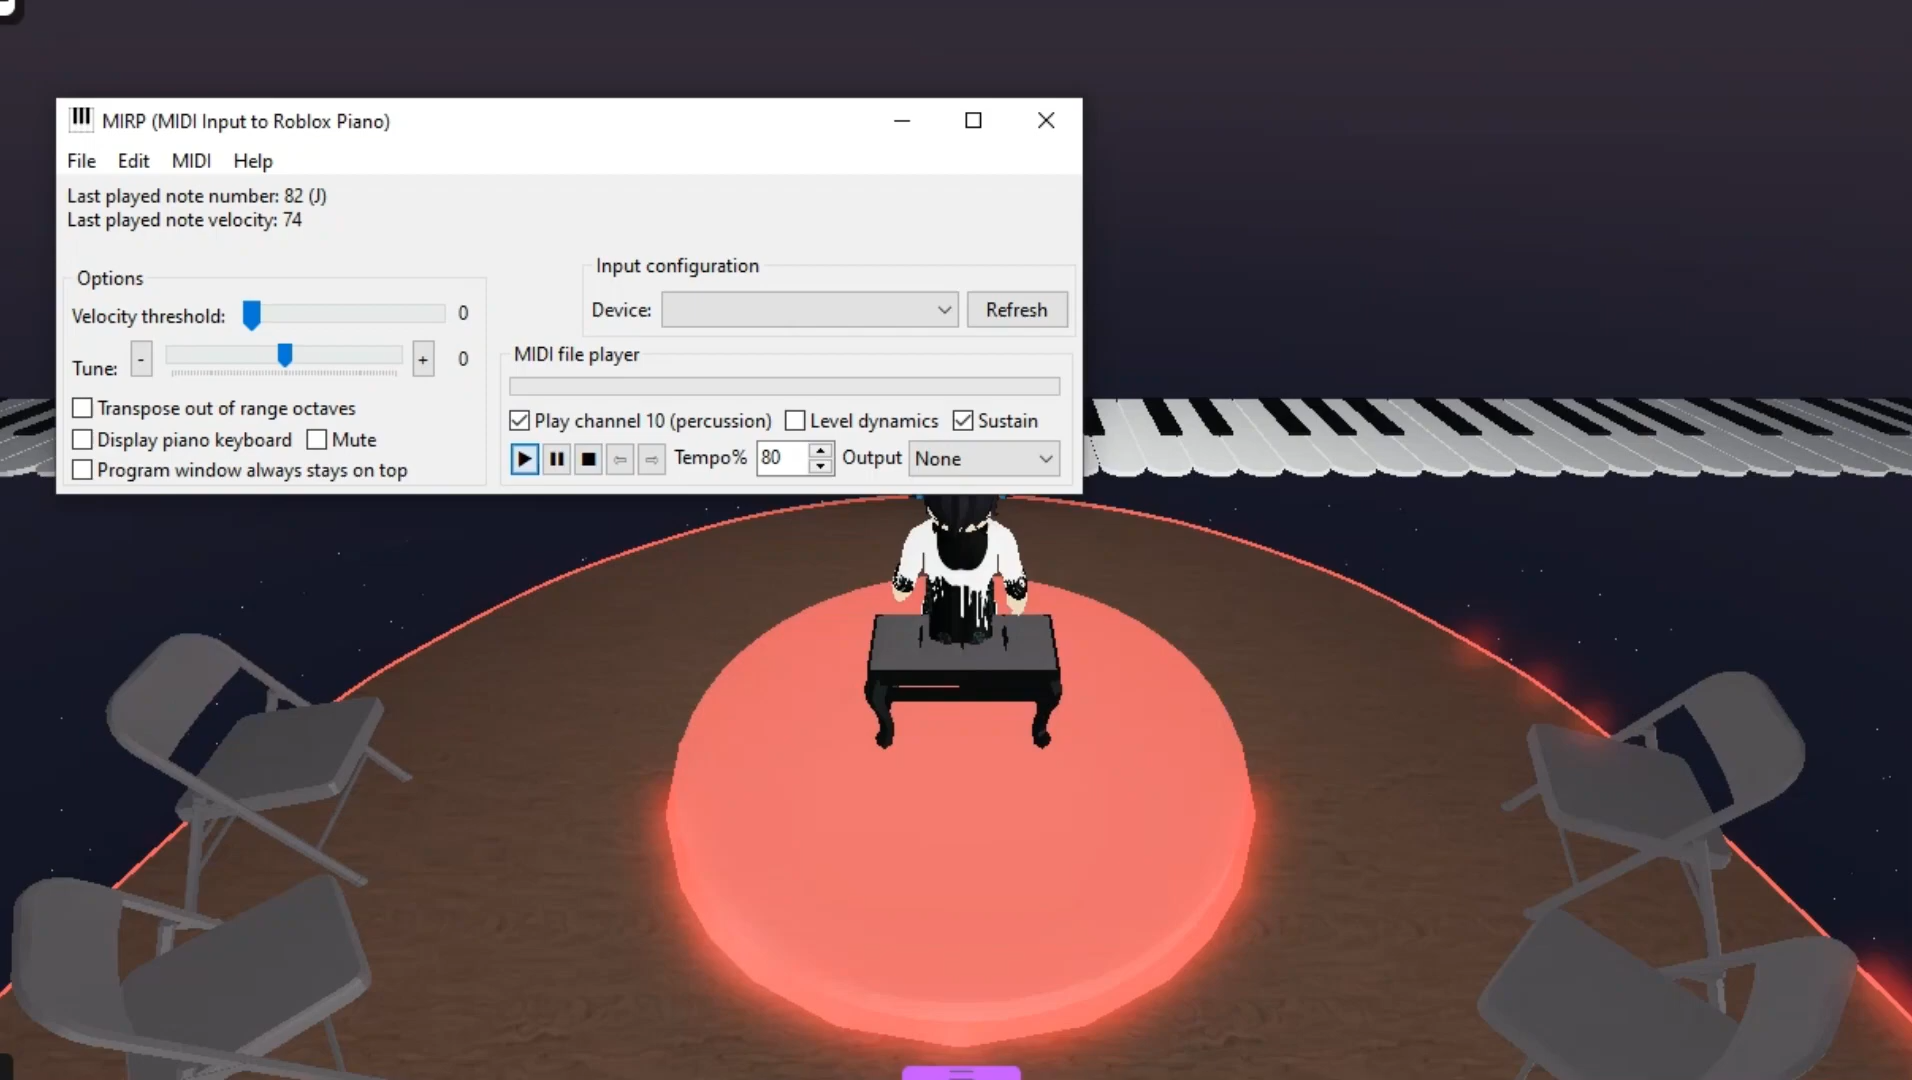 MIRP (MIDI Input to Roblox Piano)
File Edit MIDI Help
Last played note number: 82 (J)
Last played note velocity: 74
Options
Velocity threshold: 0
Tune: - + 0
Transpose out of range octaves
Display piano keyboard Mute
Program window always stays on top
Input configuration
Device: Refresh
MIDI file player
Play channel 10 (percussion) Level dynamics Sustain
Tempo% 80 Output None